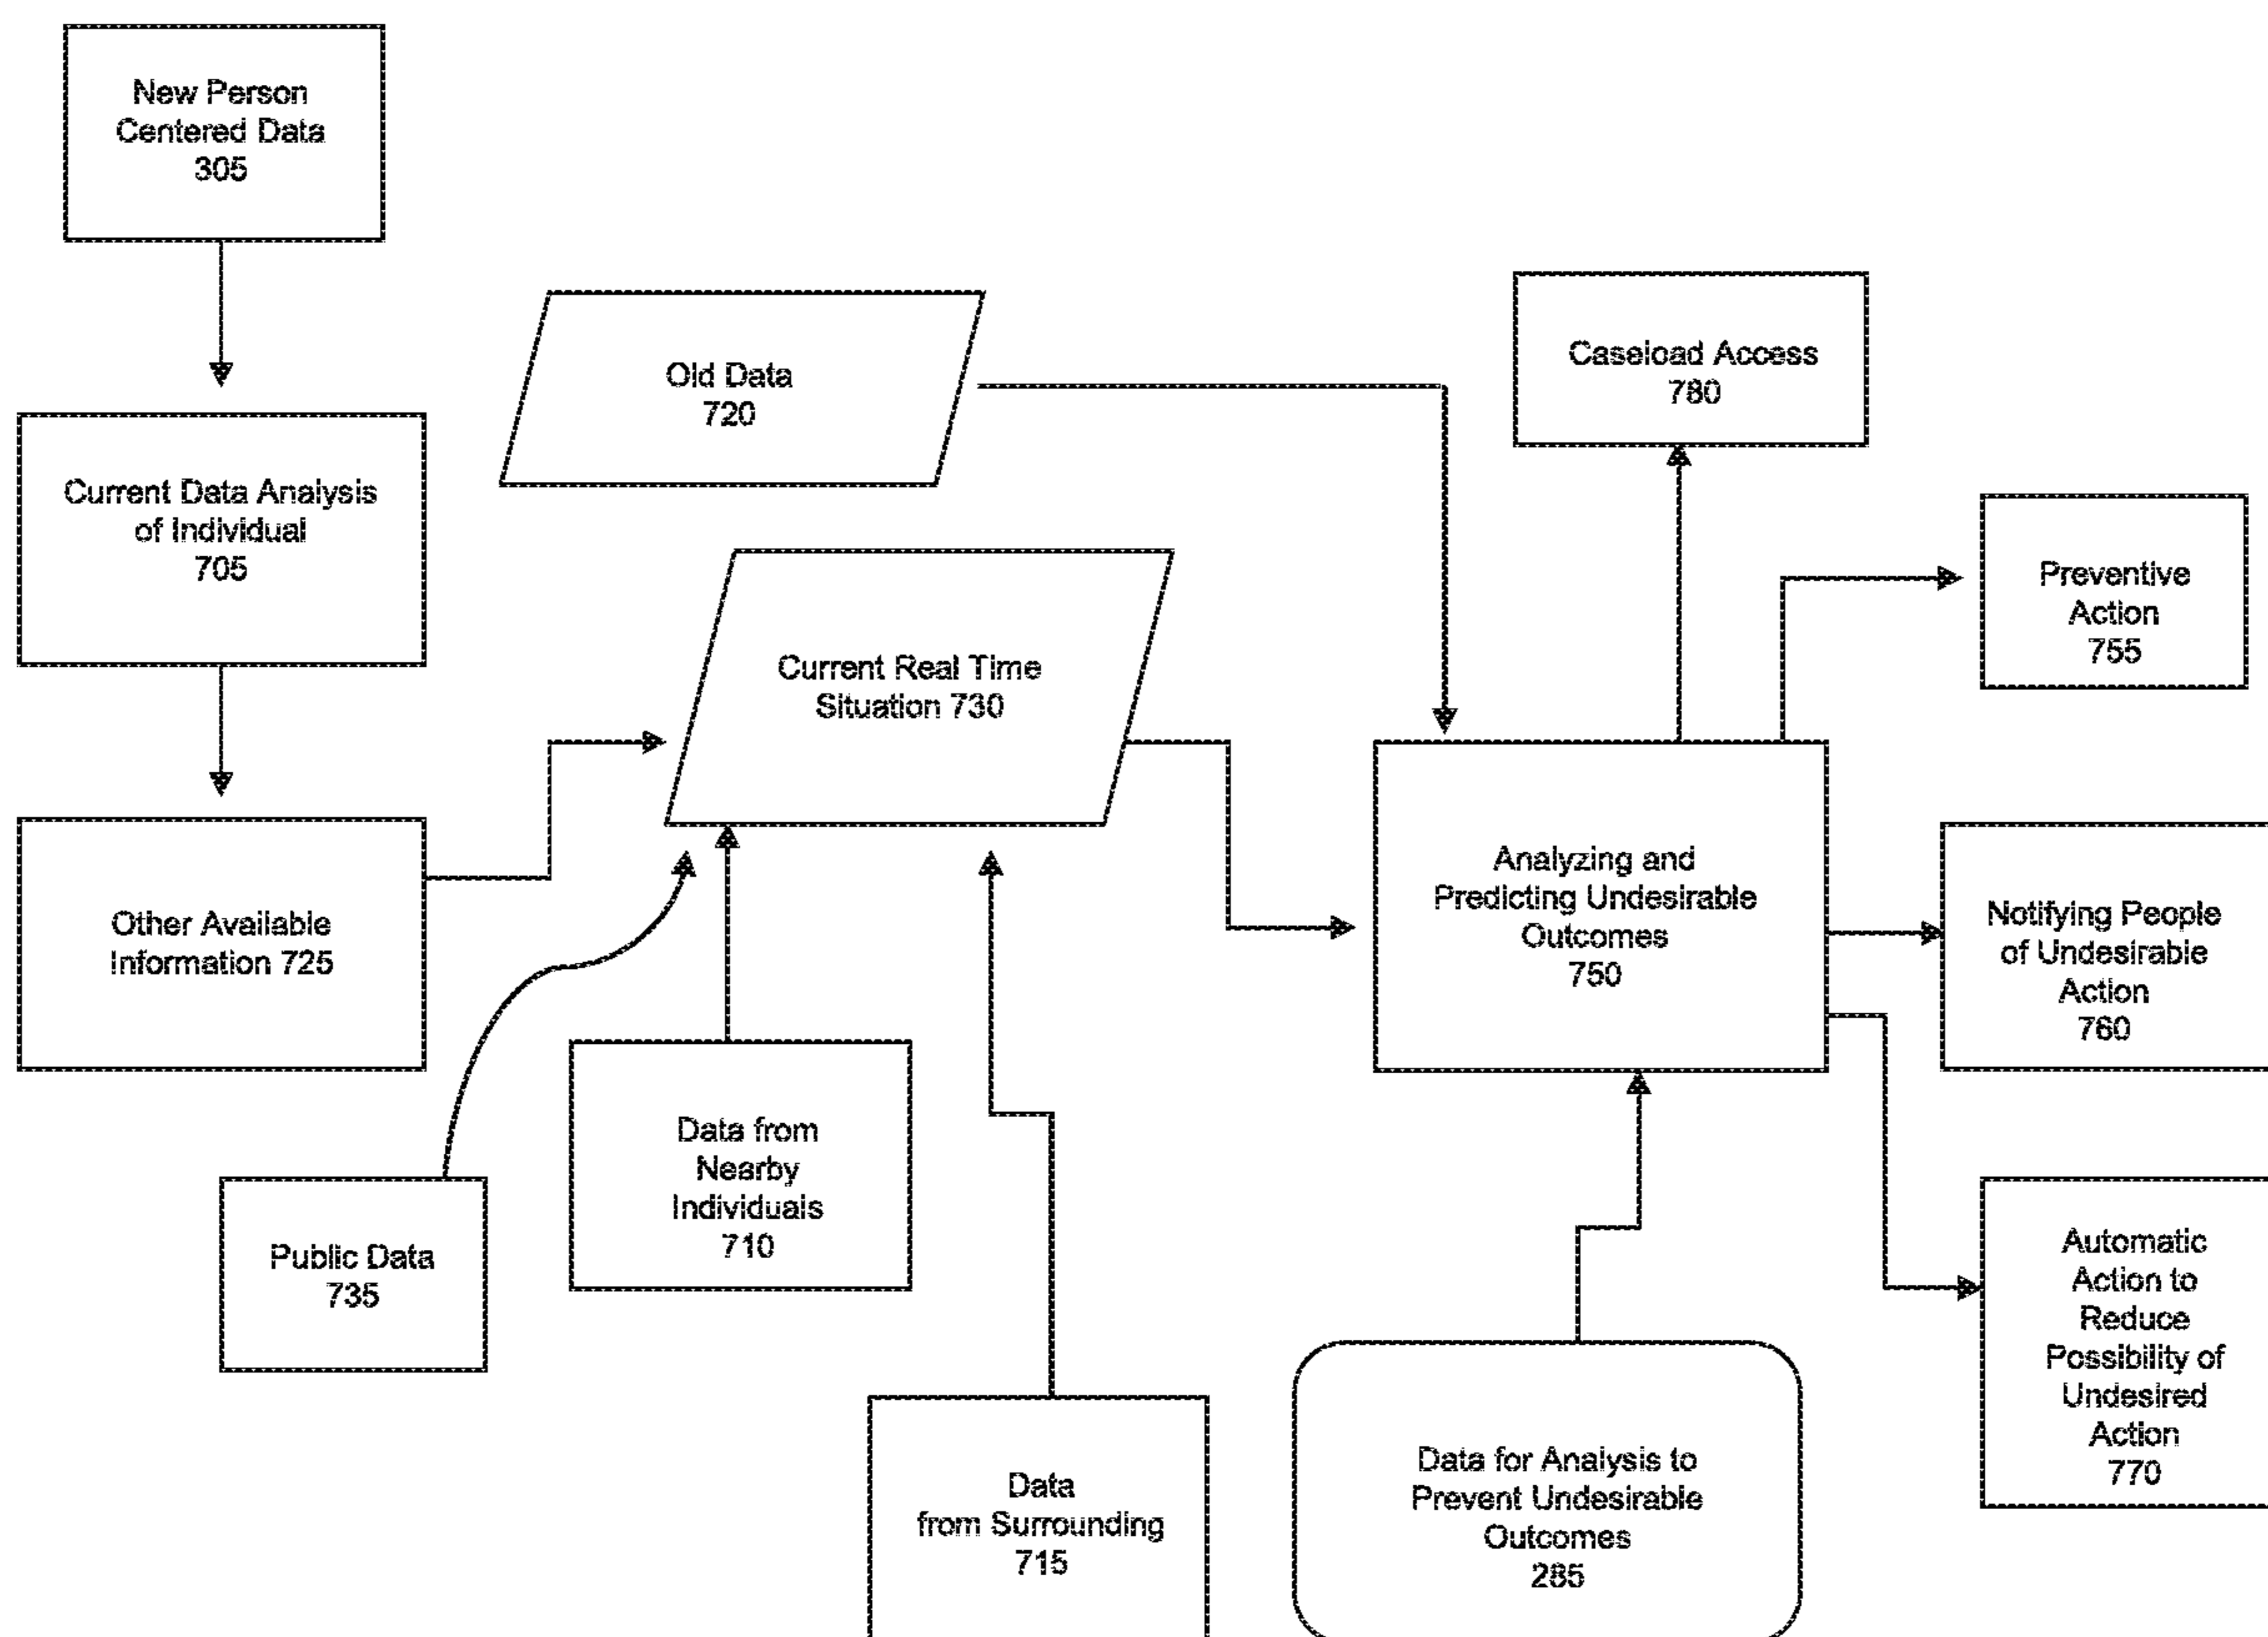 New Person
Centered Data
305
Old Data
720
Caseload Access
780
Current Data Analysis
of Individual
705
Preventive
Action
755
Current Real Time
Situation 730
Other Available
Information 725
Analyzing and
Predicting Undesirable
Outcomes
750
Notifying People
of Undesirable
Action
760
Public Data
735
Data from
Nearby
Individuals
710
Data
from Surrounding
715
Data for Analysis to
Prevent Undesirable
Outcomes
285
Automatic
Action to
Reduce
Possibility of
Undesired
Action
770